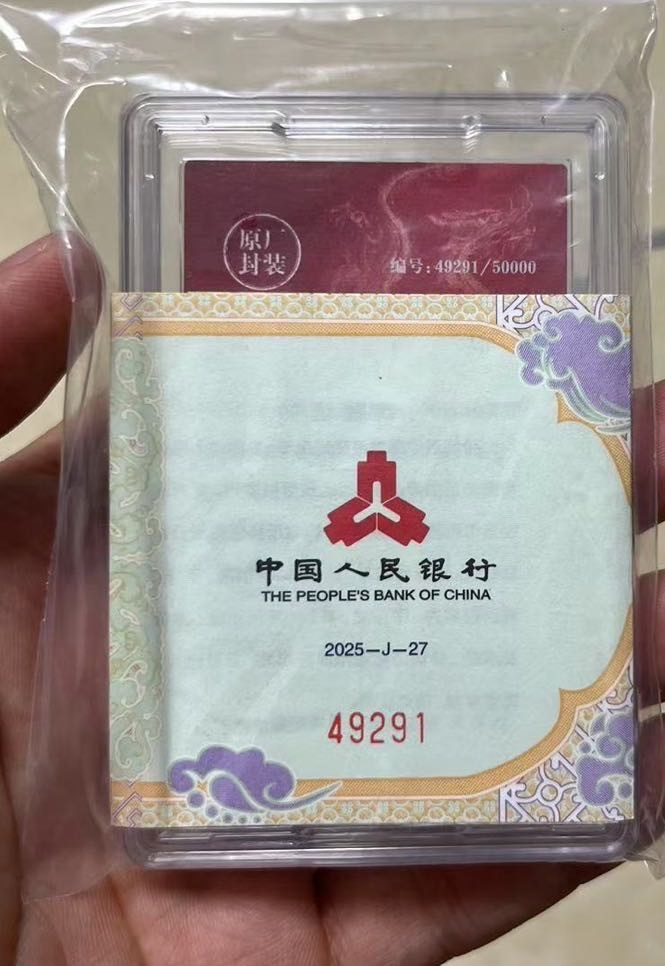 原厂
封装
编号:49291/50000
中国人民银行
THE PEOPLE'S BANK OF CHINA
2025—J—27
49291